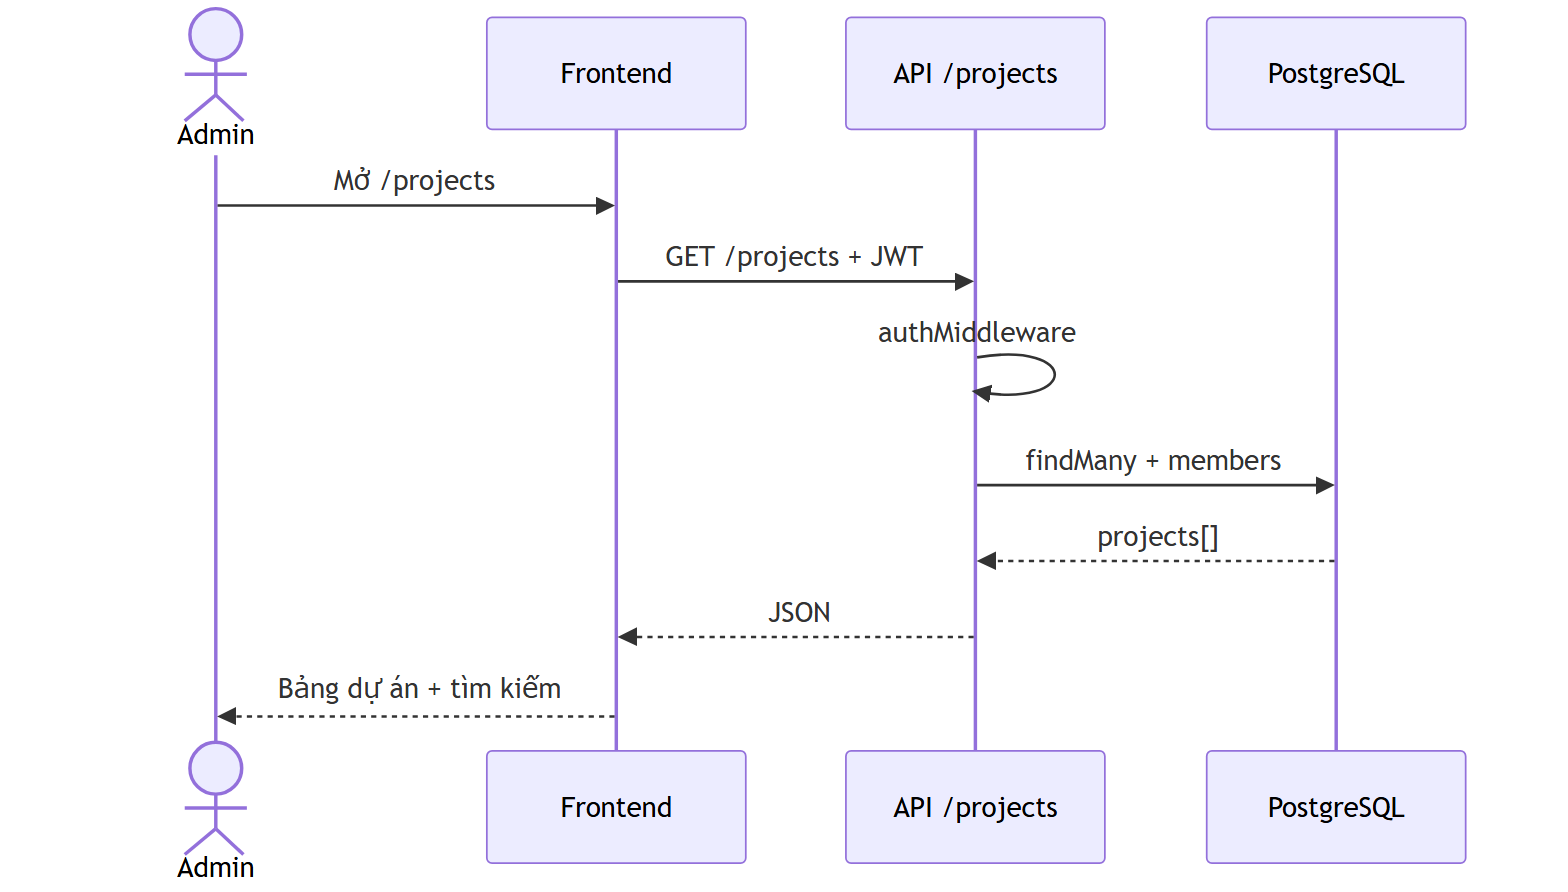 Admin
Frontend
API /projects
PostgreSQL
Mở /projects
GET /projects + JWT
authMiddleware
findMany + members
projects[]
JSON
Bảng dự án + tìm kiếm
Frontend
API /projects
PostgreSQL
Admin